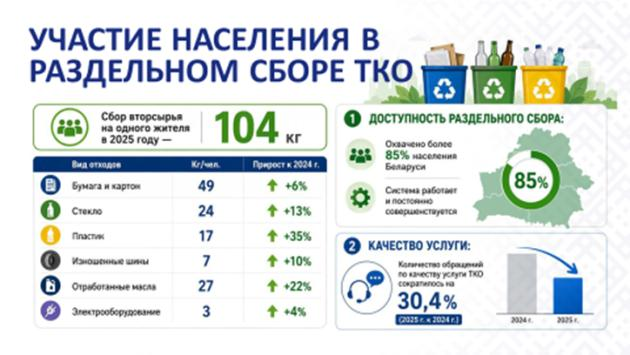 УЧАСТИЕ НАСЕЛЕНИЯ В
РАЗДЕЛЬНОМ СБОРЕ ТКО
Сбор вторсырья
на одного жителя
в 2025 году —
104 КГ
Вид отходов Кг/чел. Прирост к 2024 г.
Бумага и картон 49 +6%
Стекло 24 +13%
Пластик 17 +35%
Изношенные шины 7 +10%
Отработанные масла 27 +22%
Электрооборудование 3 +4%
1 ДОСТУПНОСТЬ РАЗДЕЛЬНОГО СБОРА:
Охвачено более
85% населения
Беларуси
Система работает
и постоянно
совершенствуется
85%
2 КАЧЕСТВО УСЛУГИ:
Количество обращений
по качеству услуги ТКО
сократилось на
30,4%
(2025 г. к 2024 г.)
2024 г. 2025 г.